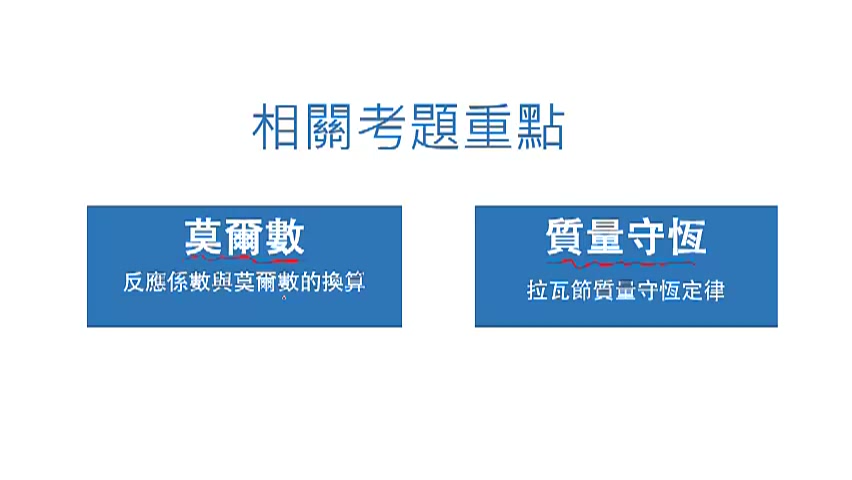 相關考題重點
莫爾數
反應係數與莫爾數的換算
質量守恆
拉瓦節質量守恆定律